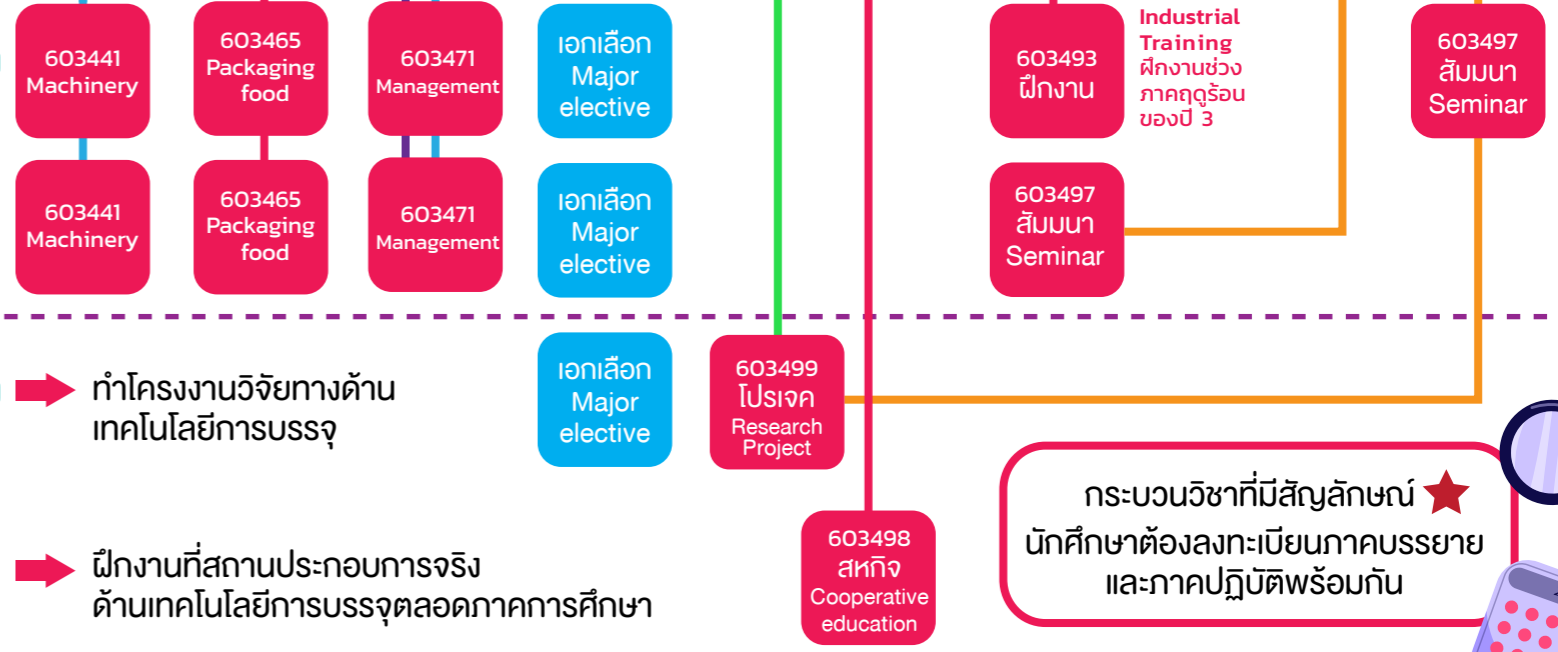 603441
Machinery
603465
Packaging
food
603471
Management
เอกเลือก
Major
elective
603493
ฝึกงาน
Industrial
Training
ฝึกงานช่วง
ภาคฤดูร้อน
ของปี 3
603497
สัมมนา
Seminar
603441
Machinery
603465
Packaging
food
603471
Management
เอกเลือก
Major
elective
603497
สัมมนา
Seminar
ทำโครงงานวิจัยทางด้าน
เทคโนโลยีการบรรจุ
เอกเลือก
Major
elective
603499
โปรเจค
Research
Project
ฝึกงานที่สถานประกอบการจริง
ด้านเทคโนโลยีการบรรจุตลอดภาคการศึกษา
603498
สหกิจ
Cooperative
education
กระบวนวิชาที่มีสัญลักษณ์
นักศึกษาต้องลงทะเบียนภาคบรรยาย
และภาคปฏิบัติพร้อมกัน